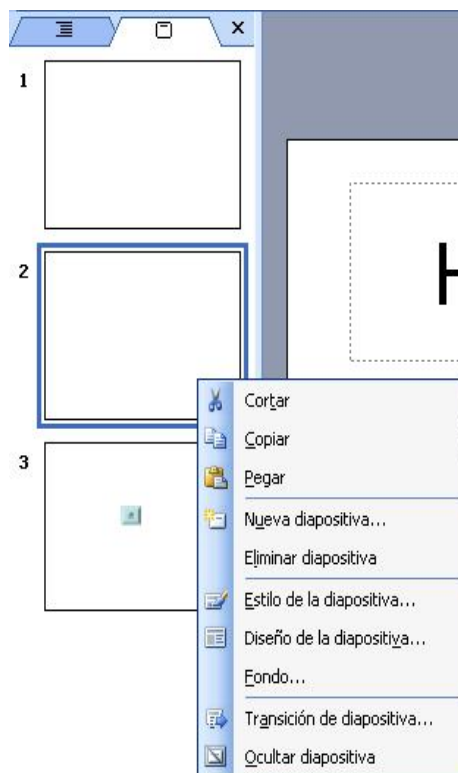 1
2
3
H
Cortar
Copiar
Pegar
Nueva diapositiva...
Eliminar diapositiva
Estilo de la diapositiva...
Diseño de la diapositiva...
Fondo...
Transición de diapositiva...
Ocultar diapositiva